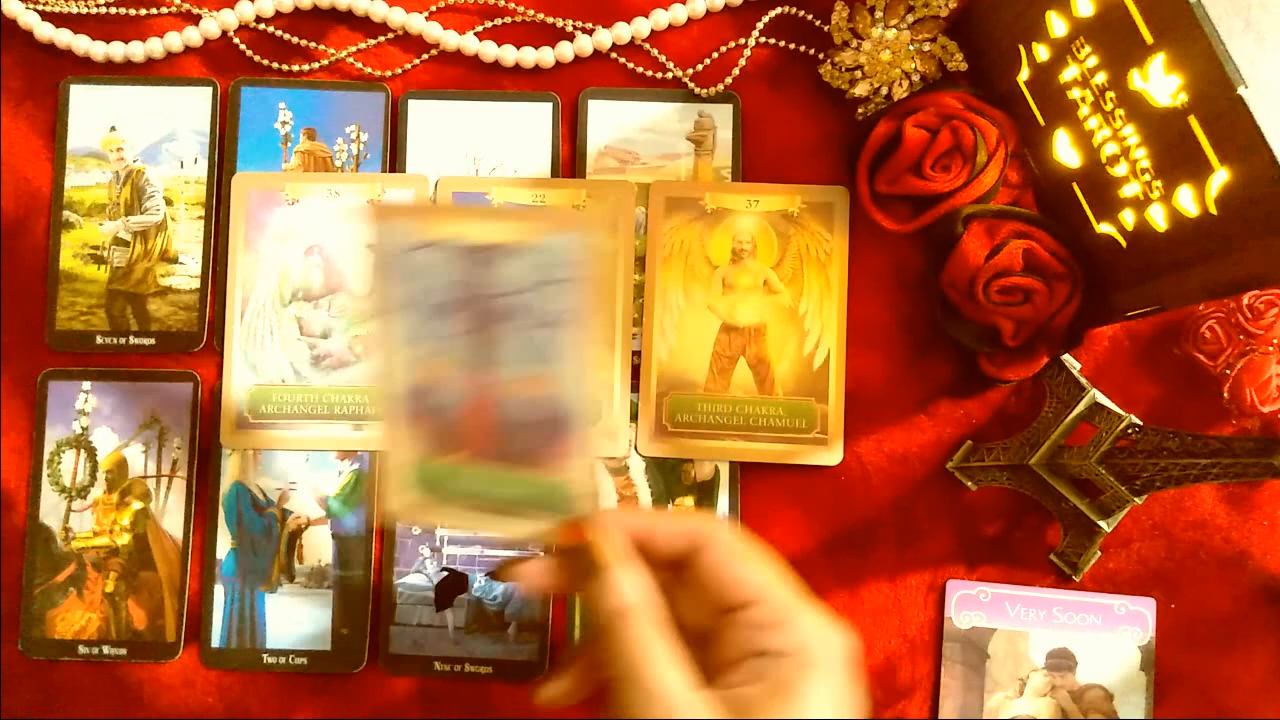 BLESSINGS
TAROT
38
22
37
SEVEN OF SWORDS
FOURTH CHAKRA
ARCHANGEL
THIRD CHAKRA
ARCHANGEL CHAMUEL
VERY SOON
SIX OF WANDS
TWO OF CUPS
NINE OF SWORDS